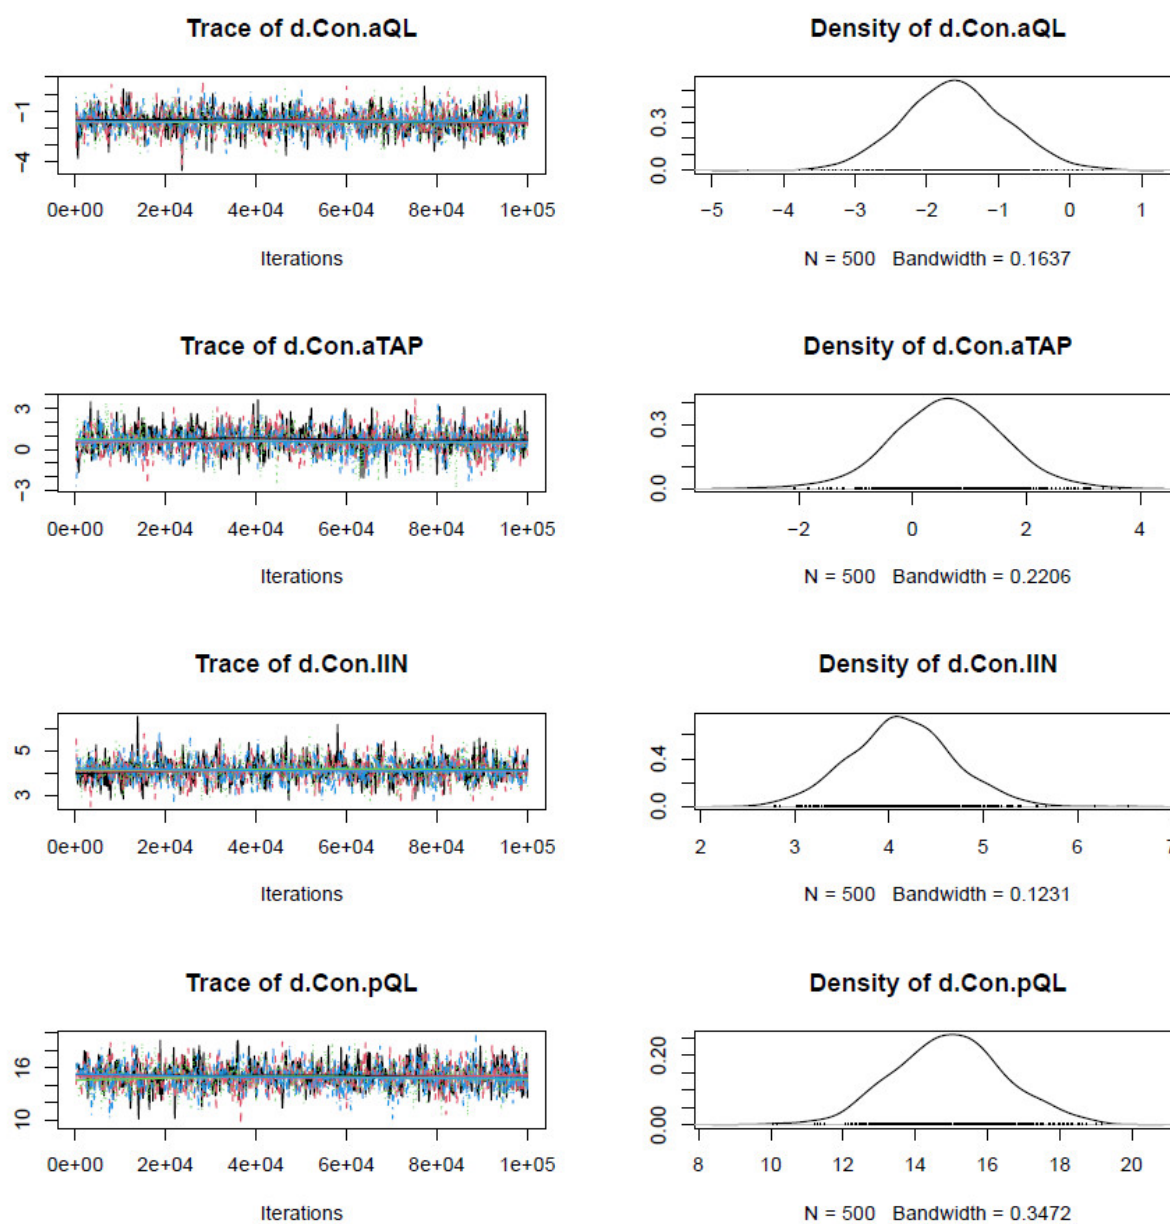 Trace of d.Con.aQL
Density of d.Con.aQL
-1
-4
0e+00 2e+04 4e+04 6e+04 8e+04 1e+05
Iterations
0.3
0.0
-5 -4 -3 -2 -1 0 1
N = 500 Bandwidth = 0.1637
Trace of d.Con.aTAP
Density of d.Con.aTAP
3
0
-3
0e+00 2e+04 4e+04 6e+04 8e+04 1e+05
Iterations
0.3
0.0
-2 0 2 4
N = 500 Bandwidth = 0.2206
Trace of d.Con.IIN
Density of d.Con.IIN
5
3
0e+00 2e+04 4e+04 6e+04 8e+04 1e+05
Iterations
0.4
0.0
2 3 4 5 6 7
N = 500 Bandwidth = 0.1231
Trace of d.Con.pQL
Density of d.Con.pQL
16
10
0e+00 2e+04 4e+04 6e+04 8e+04 1e+05
Iterations
0.20
0.00
8 10 12 14 16 18 20
N = 500 Bandwidth = 0.3472